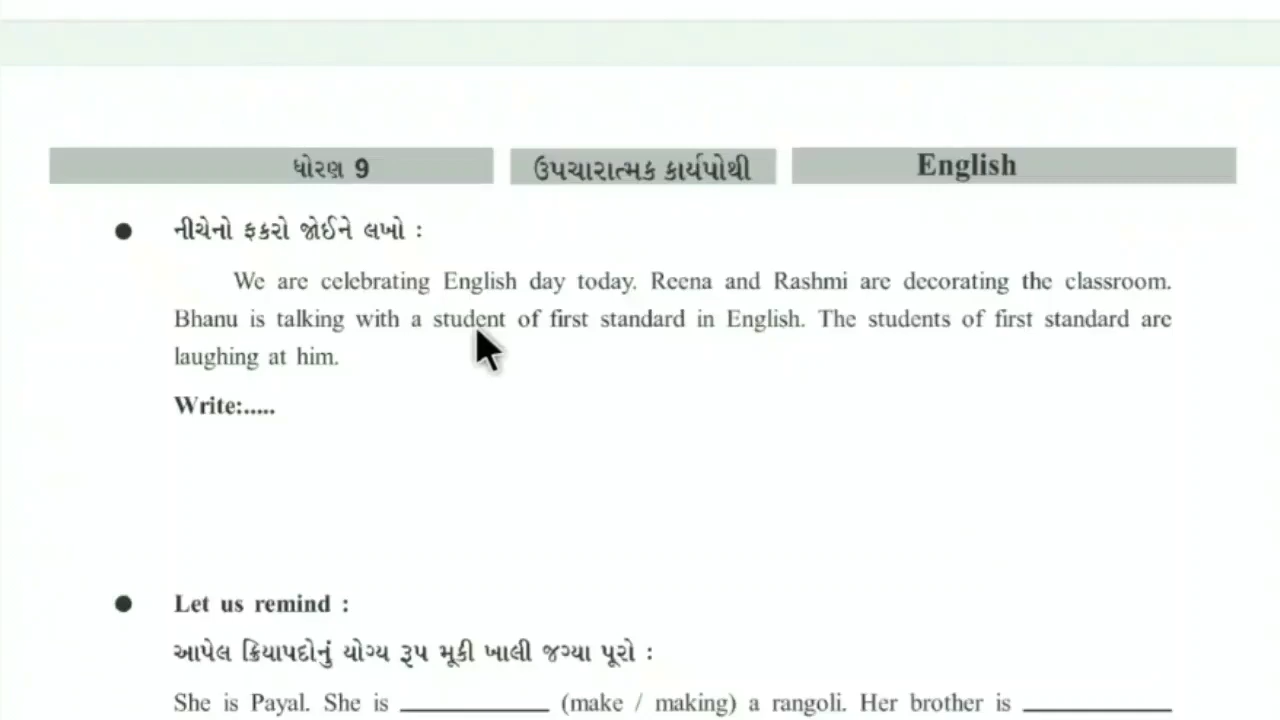 ધોરણ 9 ઉપચારાત્મક કાર્યપોથી English
● નીચેનો ફકરો જોઈને લખો :
We are celebrating English day today. Reena and Rashmi are decorating the classroom.
Bhanu is talking with a student of first standard in English. The students of first standard are
laughing at him.
Write:.....
● Let us remind :
આપેલ ક્રિયાપદોનું યોગ્ય રૂપ મૂકી ખાલી જગ્યા પૂરો :
She is Payal. She is ____________ (make / making) a rangoli. Her brother is ____________